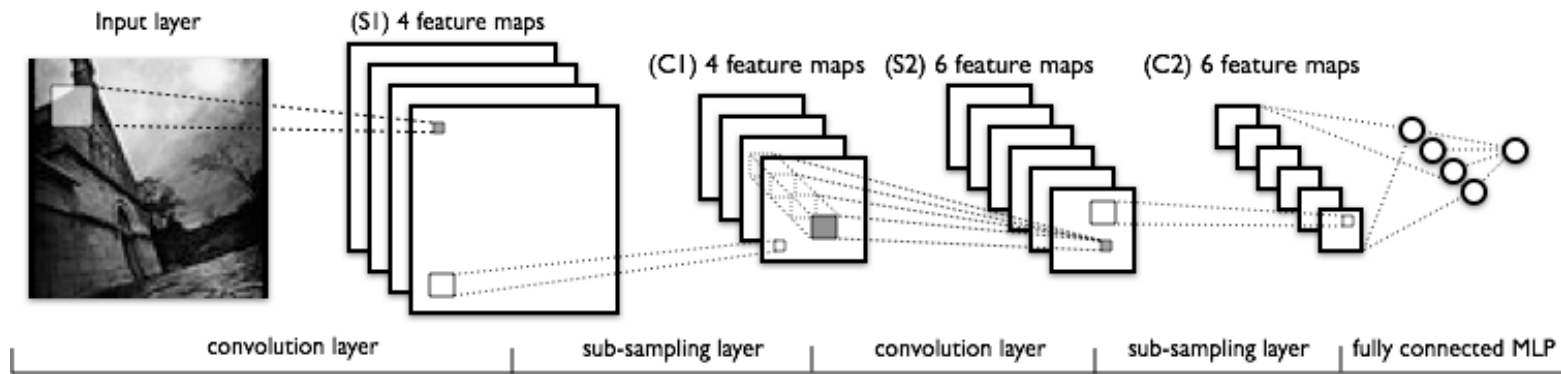 Input layer
(S1) 4 feature maps
(C1) 4 feature maps
(S2) 6 feature maps
(C2) 6 feature maps
convolution layer
sub-sampling layer
convolution layer
sub-sampling layer
fully connected MLP